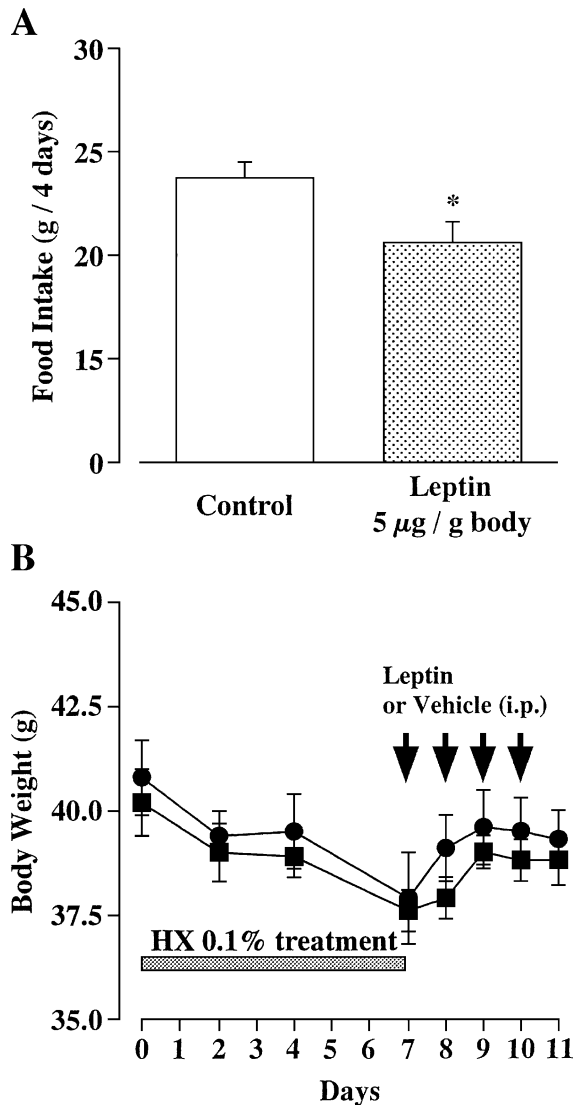 A
30
25
20
15
0
Food Intake (g / 4 days)
*
Control
Leptin
5 μg / g body
B
45.0
42.5
40.0
37.5
35.0
Body Weight (g)
Leptin
or Vehicle (i.p.)
HX 0.1% treatment
0 1 2 3 4 5 6 7 8 9 10 11
Days